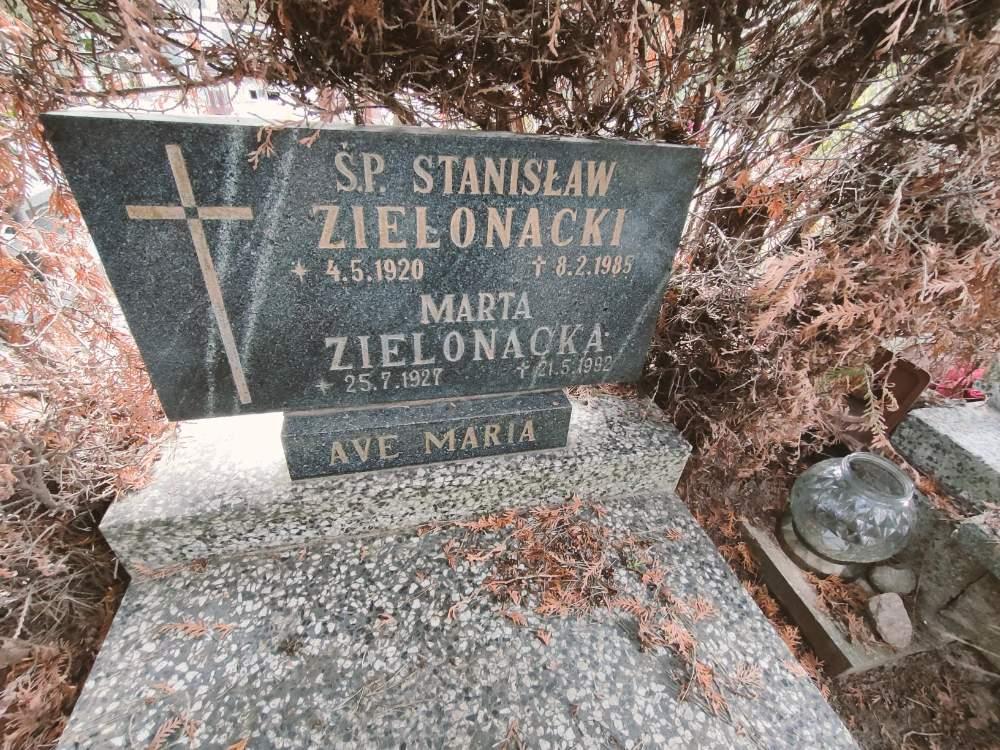 Ś.P. STANISŁAW
ZIELONACKI
* 4.5.1920 † 8.2.1985
MARTA
ZIELONACKA
* 25.7.1927 † 21.5.1992
AVE MARIA